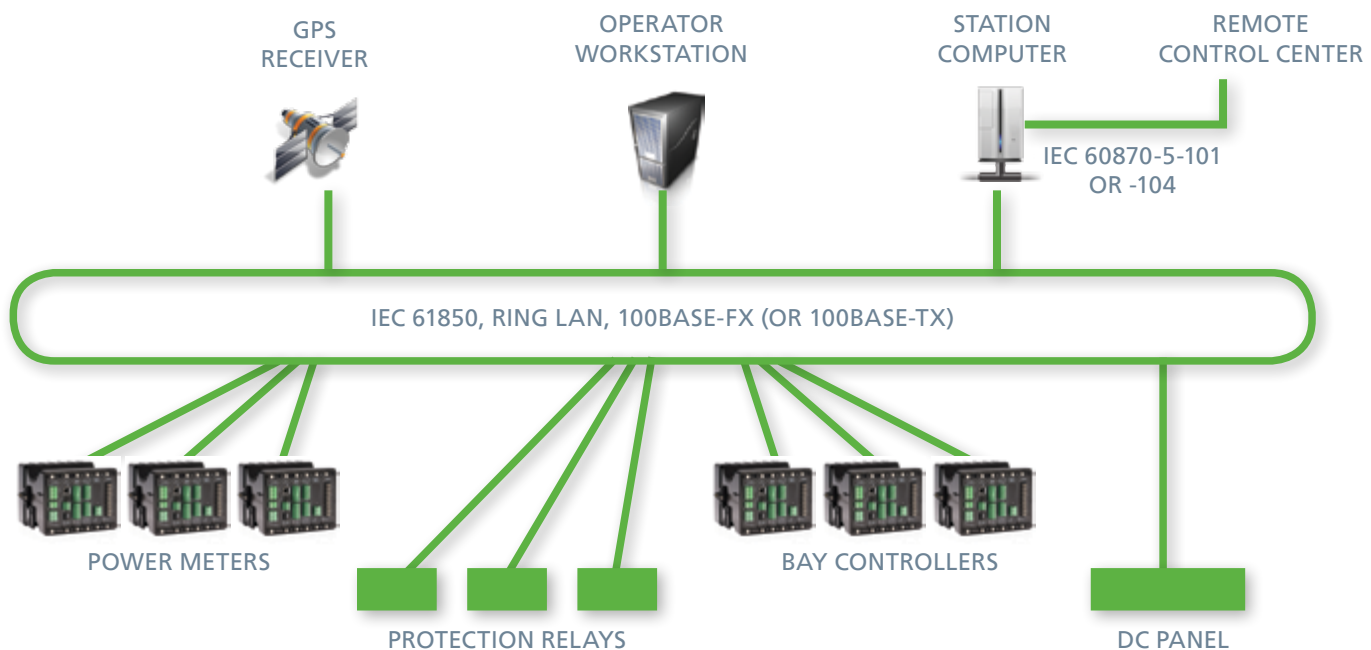 GPS
RECEIVER
OPERATOR
WORKSTATION
STATION
COMPUTER
REMOTE
CONTROL CENTER
IEC 60870-5-101
OR -104
IEC 61850, RING LAN, 100BASE-FX (OR 100BASE-TX)
POWER METERS
BAY CONTROLLERS
PROTECTION RELAYS
DC PANEL